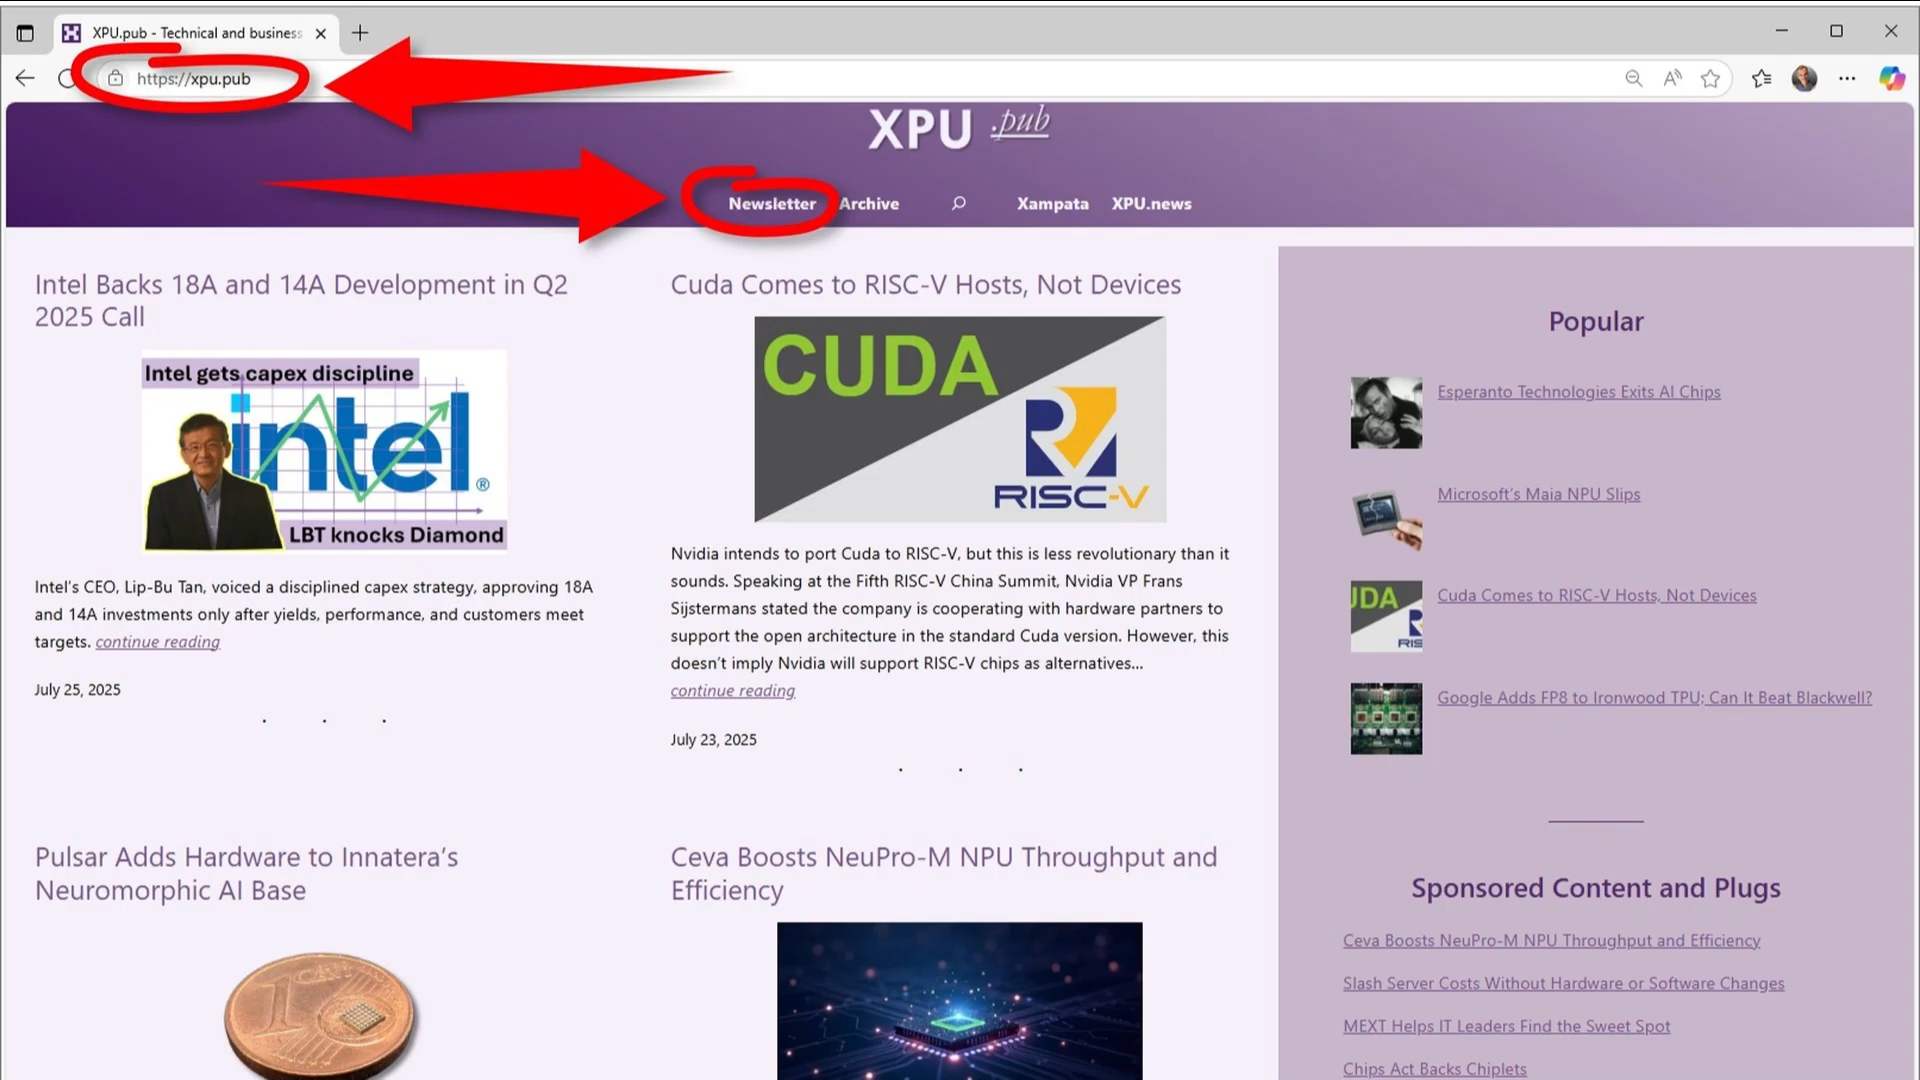 XPU.pub - Technical and business
https://xpu.pub
XPU .pub
Newsletter Archive Xampata XPU.news
Intel Backs 18A and 14A Development in Q2
2025 Call
Intel gets capex discipline
intel®
LBT knocks Diamond
Intel’s CEO, Lip-Bu Tan, voiced a disciplined capex strategy, approving 18A
and 14A investments only after yields, performance, and customers meet
targets. continue reading
July 25, 2025
. . .
Cuda Comes to RISC-V Hosts, Not Devices
CUDA
RISC-V
Nvidia intends to port Cuda to RISC-V, but this is less revolutionary than it
sounds. Speaking at the Fifth RISC-V China Summit, Nvidia VP Frans
Sijstermans stated the company is cooperating with hardware partners to
support the open architecture in the standard Cuda version. However, this
doesn’t imply Nvidia will support RISC-V chips as alternatives...
continue reading
July 23, 2025
. . .
Pulsar Adds Hardware to Innatera’s
Neuromorphic AI Base
1
Ceva Boosts NeuPro-M NPU Throughput and
Efficiency
Popular
Esperanto Technologies Exits AI Chips
Microsoft’s Maia NPU Slips
UDA
RIS
Cuda Comes to RISC-V Hosts, Not Devices
Google Adds FP8 to Ironwood TPU; Can It Beat Blackwell?
Sponsored Content and Plugs
Ceva Boosts NeuPro-M NPU Throughput and Efficiency
Slash Server Costs Without Hardware or Software Changes
MEXT Helps IT Leaders Find the Sweet Spot
Chips Act Backs Chiplets